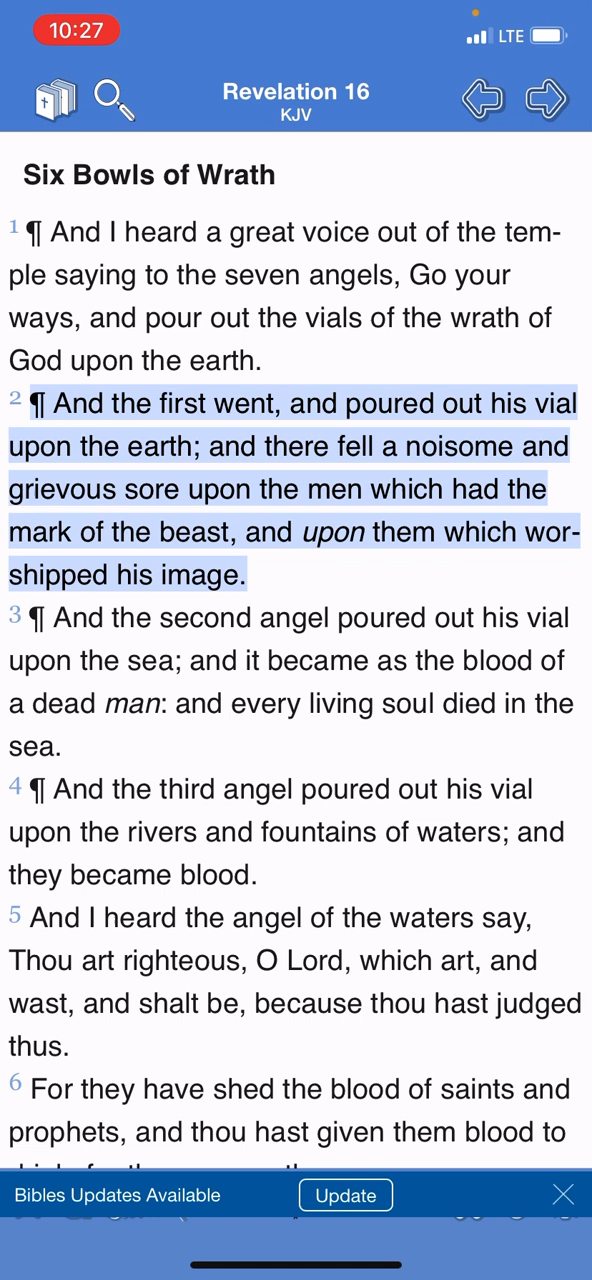 10:27
LTE
Revelation 16
KJV
Six Bowls of Wrath
1 ¶ And I heard a great voice out of the tem-
ple saying to the seven angels, Go your
ways, and pour out the vials of the wrath of
God upon the earth.
2 ¶ And the first went, and poured out his vial
upon the earth; and there fell a noisome and
grievous sore upon the men which had the
mark of the beast, and upon them which wor-
shipped his image.
3 ¶ And the second angel poured out his vial
upon the sea; and it became as the blood of
a dead man: and every living soul died in the
sea.
4 ¶ And the third angel poured out his vial
upon the rivers and fountains of waters; and
they became blood.
5 And I heard the angel of the waters say,
Thou art righteous, O Lord, which art, and
wast, and shalt be, because thou hast judged
thus.
6 For they have shed the blood of saints and
prophets, and thou hast given them blood to
Bibles Updates Available
Update